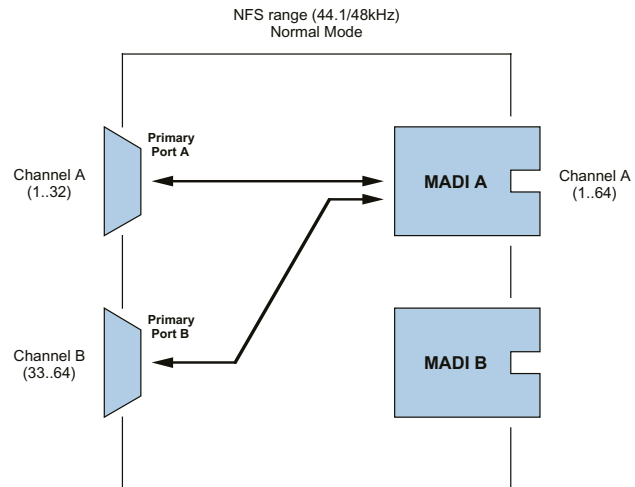 NFS range (44.1/48kHz)
Normal Mode
Primary
Port A
Channel A
(1..32)
MADI A
Channel A
(1..64)
Primary
Port B
Channel B
(33..64)
MADI B